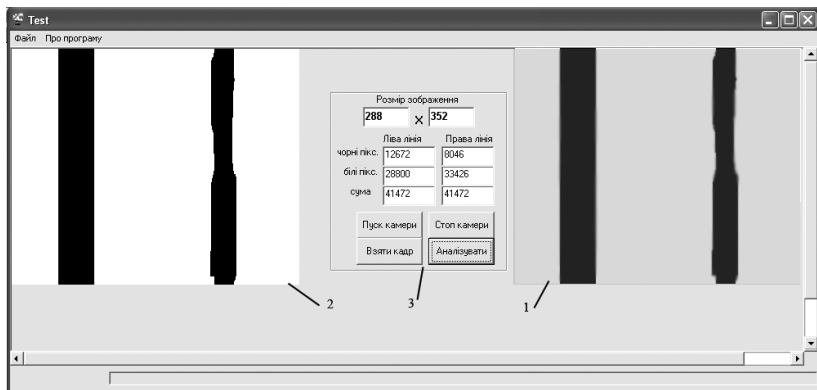 Test
Файл Про програму
Розмір зображення
288 x 352
Ліва лінія Права лінія
чорні пікс. 12672 8046
білі пікс. 28800 33426
сума 41472 41472
Пуск камери Стоп камери
Взяти кадр Аналізувати
2 3 1